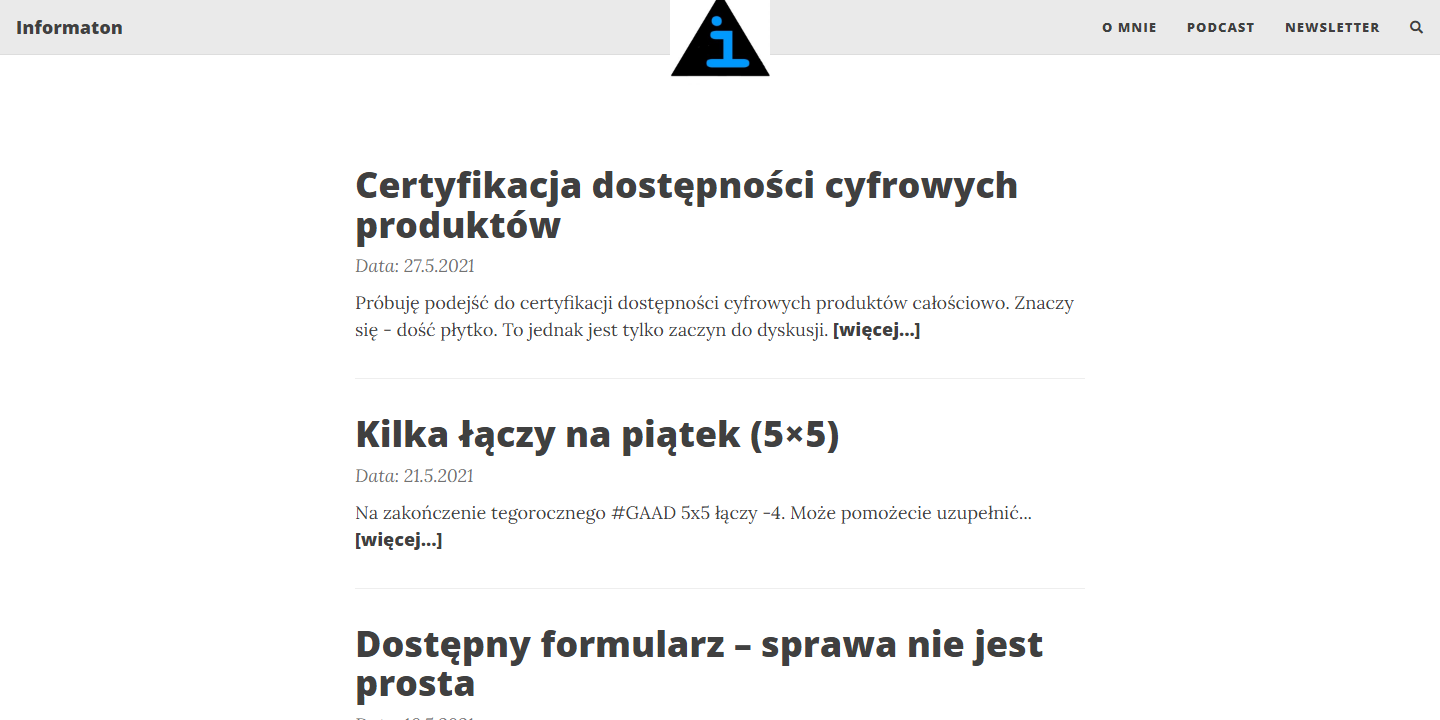 Informaton
i
O MNIE
PODCAST
NEWSLETTER
Certyfikacja dostępności cyfrowych
produktów
Data: 27.5.2021
Próbuję podejść do certyfikacji dostępności cyfrowych produktów całościowo. Znaczy
się - dość płytko. To jednak jest tylko zaczyn do dyskusji. [więcej...]
Kilka łączy na piątek (5×5)
Data: 21.5.2021
Na zakończenie tegorocznego #GAAD 5x5 łączy -4. Może pomożecie uzupełnić...
[więcej...]
Dostępny formularz – sprawa nie jest
prosta